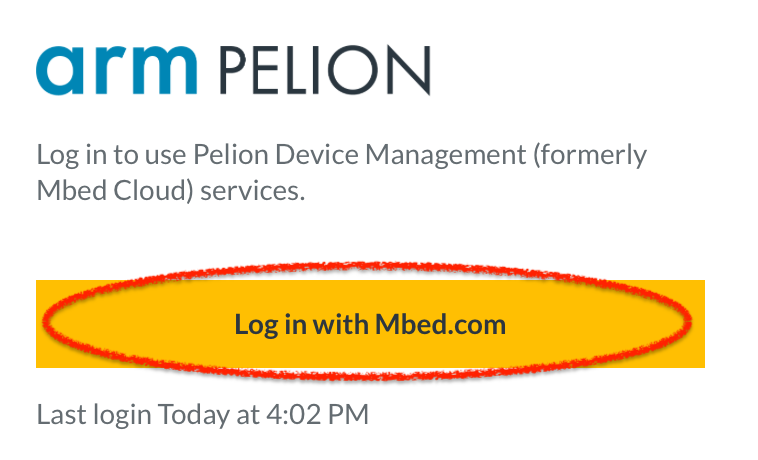 arm PELION
Log in to use Pelion Device Management (formerly
Mbed Cloud) services.
Log in with Mbed.com
Last login Today at 4:02 PM